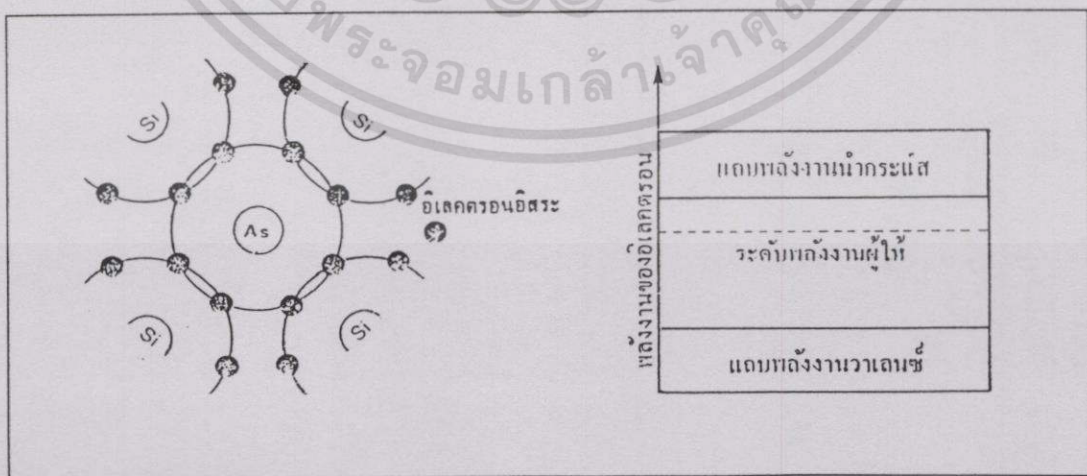 พระจอมเกล้าเจ้าคุณ
Si
Si
As
อิเลคตรอนอิสระ
Si
Si
พลังงานของอิเลคตรอน
แถบพลังงานนำกระแส
ระดับพลังงานผู้ให้
แถบพลังงานวาเลนซ์